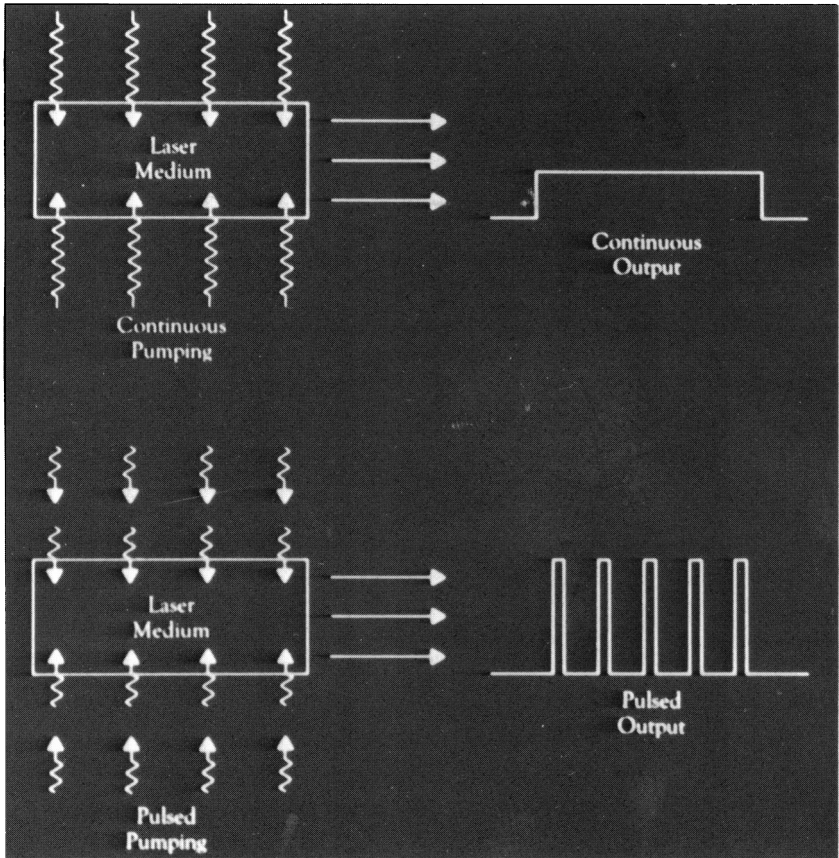 Laser
Medium
Continuous
Output
Continuous
Pumping
Laser
Medium
Pulsed
Output
Pulsed
Pumping